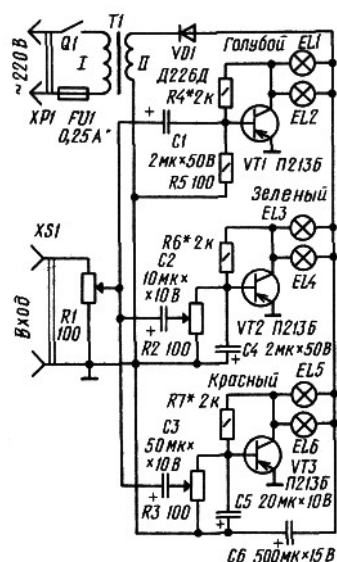 Q1
T1
I
II
~220В
XP1
FU1
0,25А
VD1
Д226Д
Голубой
EL1
R4* 2к
EL2
C1
2мк×50В
VT1 П213Б
R5 100
Зеленый
EL3
XS1
R6* 2к
C2
10мк×
×10В
EL4
Вход
R1
100
R2 100
VT2 П213Б
C4 2мк×50В
Красный
EL5
R7* 2к
C3
50мк×
×10В
EL6
VT3
П213Б
R3 100
C5 20мк×10В
C6 500мк×15В